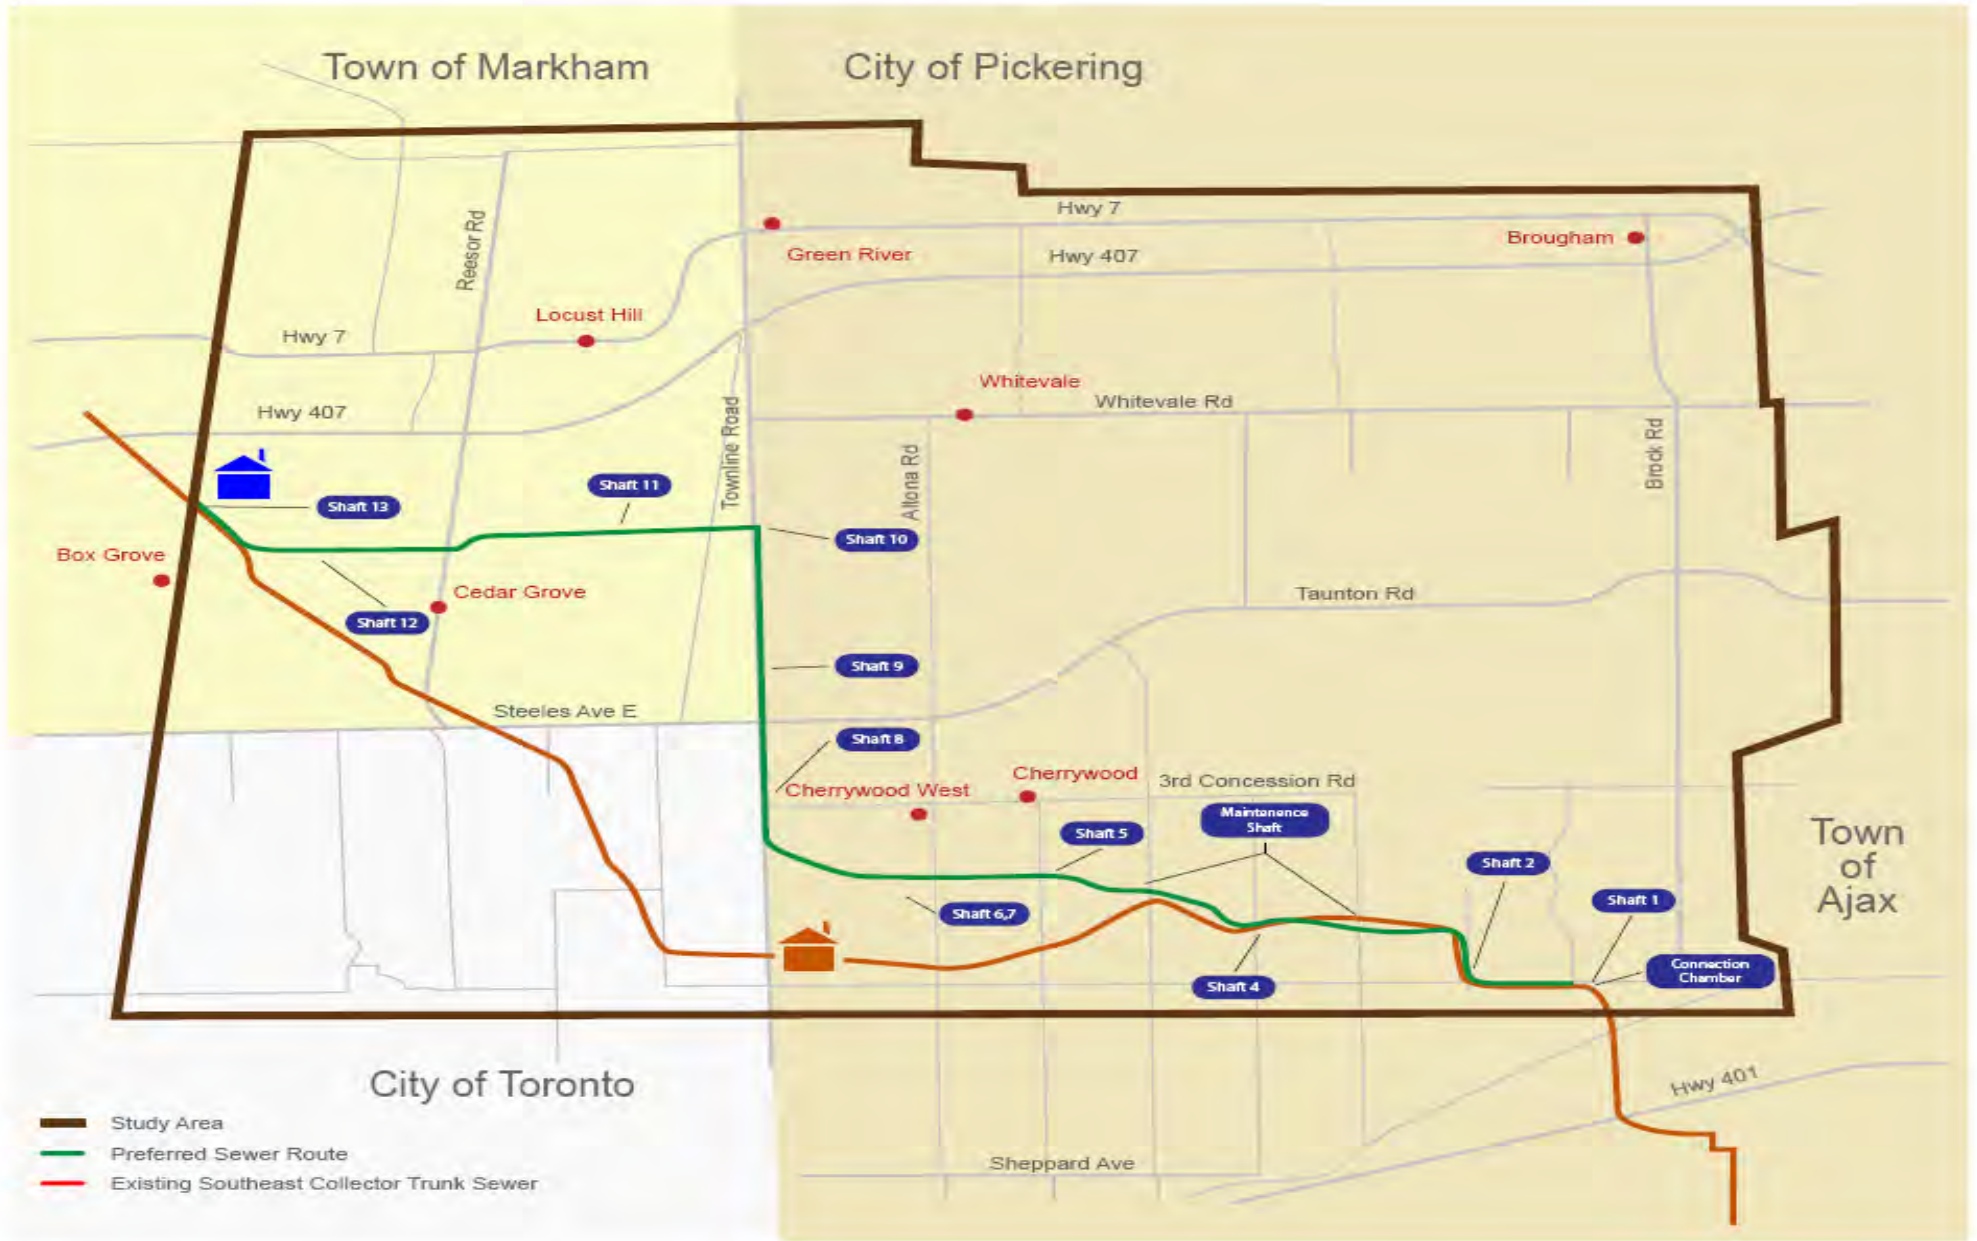 Town of Markham
City of Pickering
Hwy 7
Reesor Rd
Brougham
Green River
Hwy 407
Locust Hill
Hwy 7
Whitevale
Whitevale Rd
Hwy 407
Townline Road
Altona Rd
Brock Rd
Shaft 11
Shaft 13
Shaft 10
Box Grove
Cedar Grove
Taunton Rd
Shaft 12
Shaft 9
Steeles Ave E
Shaft 8
Cherrywood
3rd Concession Rd
Cherrywood West
Maintenence
Shaft
Shaft 5
Town
of
Ajax
Shaft 2
Shaft 1
Shaft 6,7
Connection
Chamber
Shaft 4
City of Toronto
Hwy 401
Study Area
Preferred Sewer Route
Sheppard Ave
Existing Southeast Collector Trunk Sewer